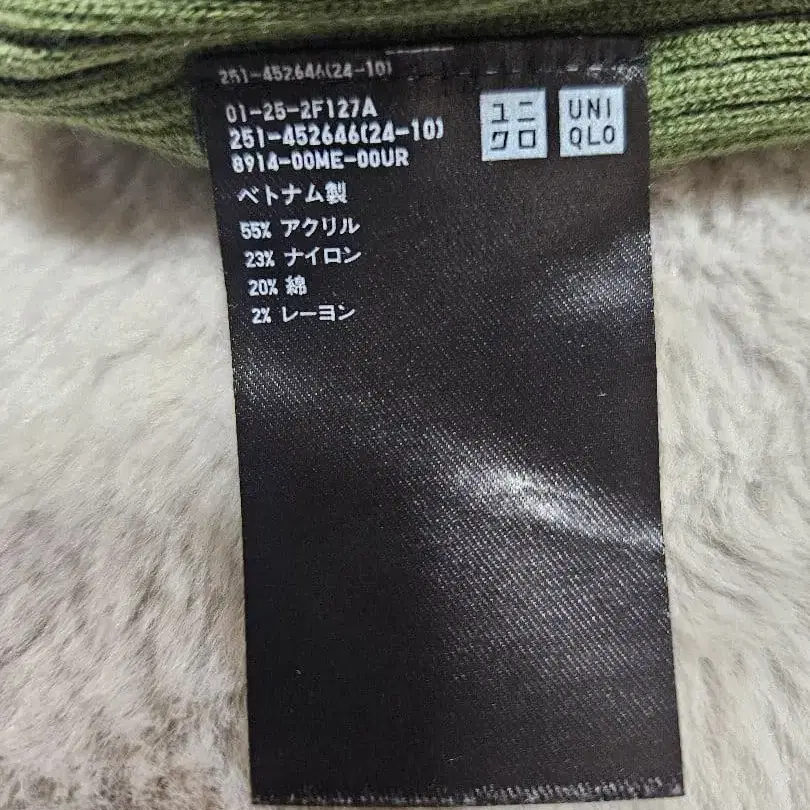 251-452646(24-10)
01-25-2F127A
251-452646(24-10)
8914-00ME-00UR
ユニ
クロ
UNI
QLO
ベトナム製
55% アクリル
23% ナイロン
20% 綿
2% レーヨン